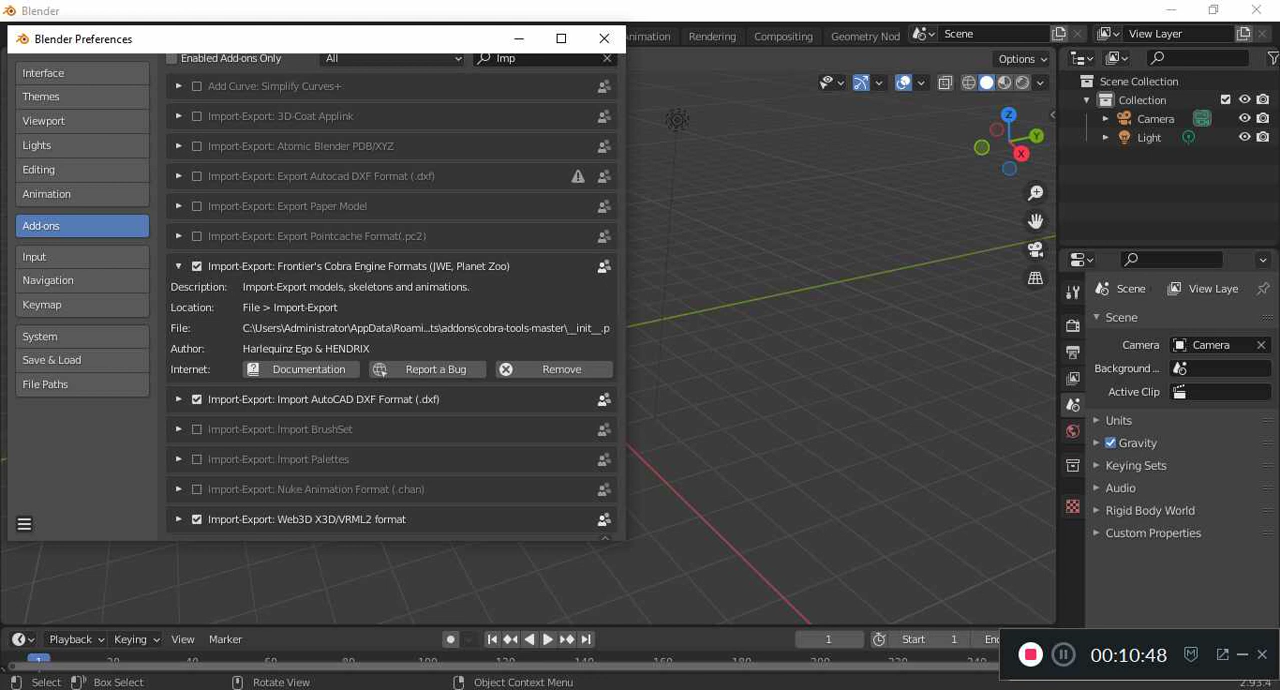 Blender
Blender Preferences
Animation
Rendering
Compositing
Geometry Nod
Scene
View Layer
Enabled Add-ons Only
All
Imp
Options
Interface
Themes
Viewport
Lights
Editing
Animation
Add-ons
Input
Navigation
Keymap
System
Save & Load
File Paths
Add Curve: Simplify Curves+
Import-Export: 3D-Coat Applink
Import-Export: Atomic Blender PDB/XYZ
Import-Export: Export Autocad DXF Format (.dxf)
Import-Export: Export Paper Model
Import-Export: Export Pointcache Format(.pc2)
Import-Export: Frontier's Cobra Engine Formats (JWE, Planet Zoo)
Description: Import-Export models, skeletons and animations.
Location: File > Import-Export
File: C:\Users\Administrator\AppData\Roami...ts\addons\cobra-tools-master\__init__.p
Author: Harlequinz Ego & HENDRIX
Internet: Documentation Report a Bug Remove
Import-Export: Import AutoCAD DXF Format (.dxf)
Import-Export: Import BrushSet
Import-Export: Import Palettes
Import-Export: Nuke Animation Format (.chan)
Import-Export: Web3D X3D/VRML2 format
Z
Y
X
Scene Collection
Collection
Camera
Light
Scene
View Laye
Scene
Camera Camera
Background ...
Active Clip
Units
Gravity
Keying Sets
Audio
Rigid Body World
Custom Properties
Playback
Keying
View
Marker
1
Start 1
En
1
Select
Box Select
Rotate View
Object Context Menu
00:10:48
2.93.4